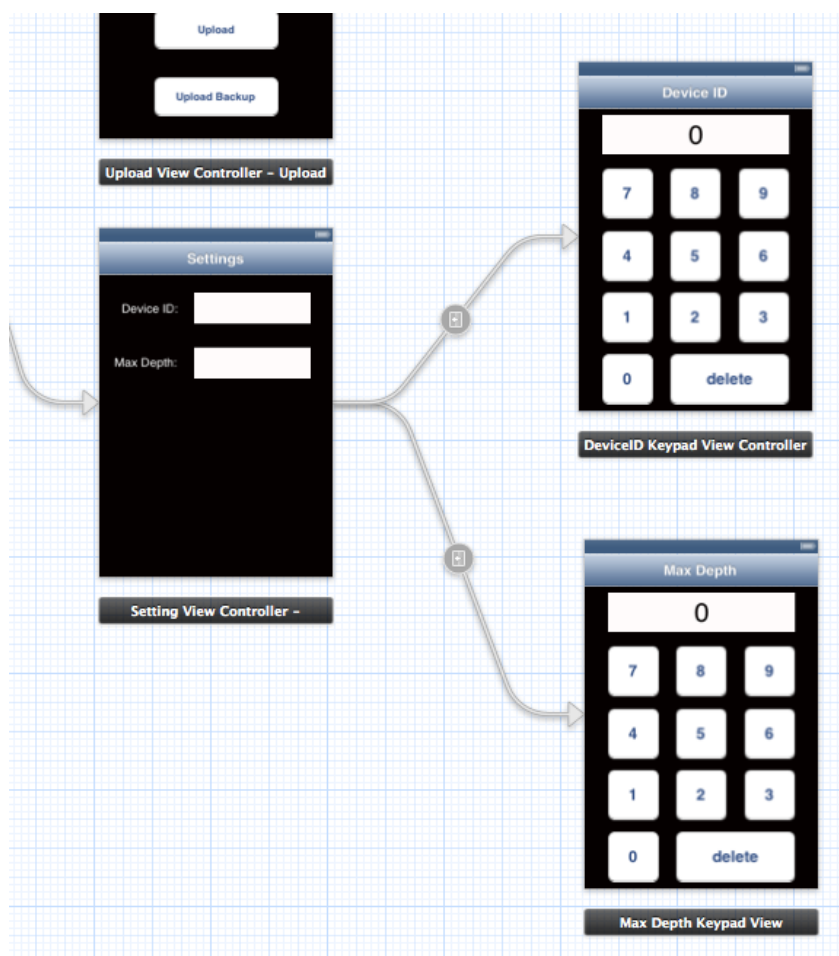 Upload
Upload Backup
Upload View Controller – Upload
Settings
Device ID:
Max Depth:
Setting View Controller –
Device ID
0
7 8 9
4 5 6
1 2 3
0 delete
DeviceID Keypad View Controller
Max Depth
0
7 8 9
4 5 6
1 2 3
0 delete
Max Depth Keypad View